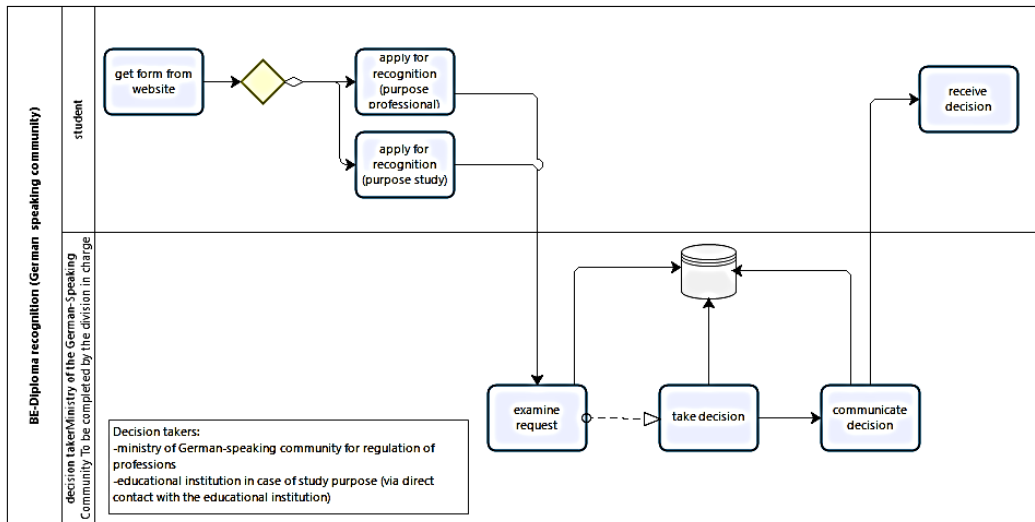 BE-Diploma recognition (German speaking community)
student
get form from
website
apply for
recognition
(purpose
professional)
apply for
recognition
(purpose study)
receive
decision
decision takerMinistry of the German-Speaking
Community To be completed by the division in charge
examine
request
take decision
communicate
decision
Decision takers:
-ministry of German-speaking community for regulation of
professions
-educational institution in case of study purpose (via direct
contact with the educational institution)